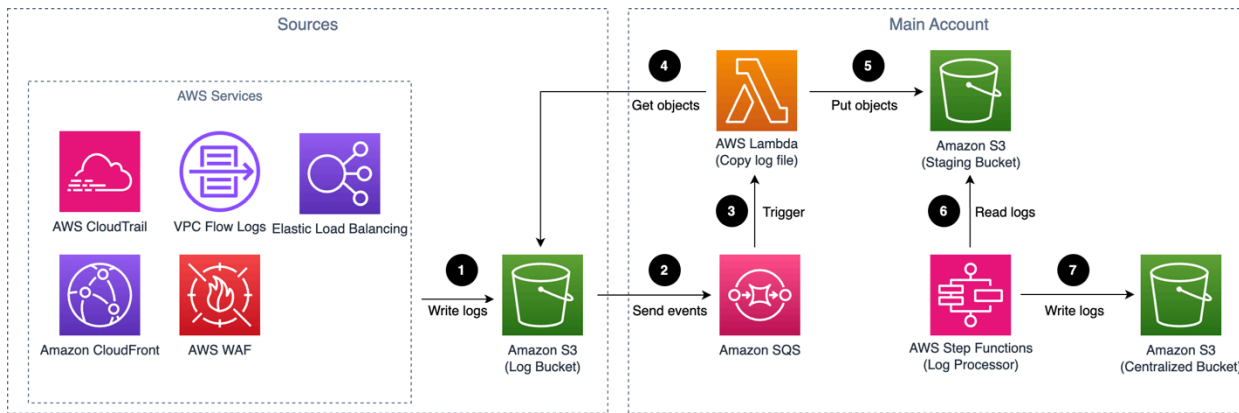 Sources
Main Account
AWS Services
AWS CloudTrail
VPC Flow Logs
Elastic Load Balancing
Amazon CloudFront
AWS WAF
1
Write logs
Amazon S3
(Log Bucket)
2
Send events
Amazon SQS
3
Trigger
AWS Lambda
(Copy log file)
4
Get objects
5
Put objects
Amazon S3
(Staging Bucket)
6
Read logs
AWS Step Functions
(Log Processor)
7
Write logs
Amazon S3
(Centralized Bucket)